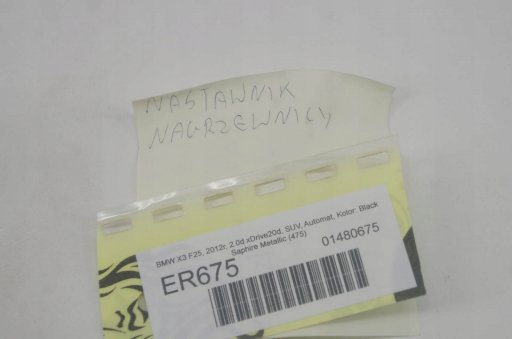 NASTAWNIK
NAGRZEWNICY
BMW X3 F25, 2012r, 2.0d xDrive20d, SUV, Automat, Kolor: Black
Saphire Metallic (475)
ER675
01480675